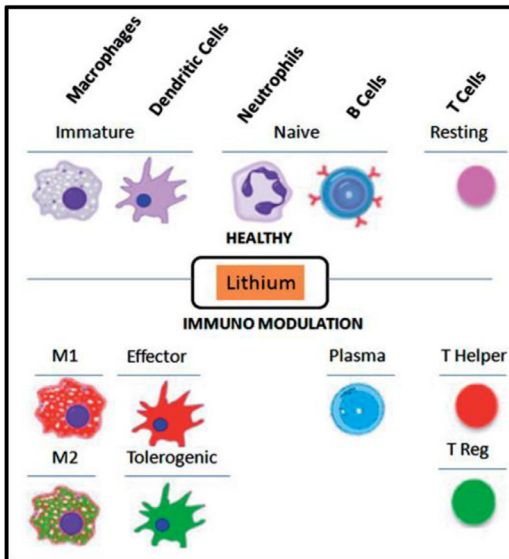 Macrophages
Dendritic Cells
Neutrophils
B Cells
T Cells
Immature
Naive
Resting
HEALTHY
Lithium
IMMUNO MODULATION
M1
Effector
Plasma
T Helper
M2
Tolerogenic
T Reg